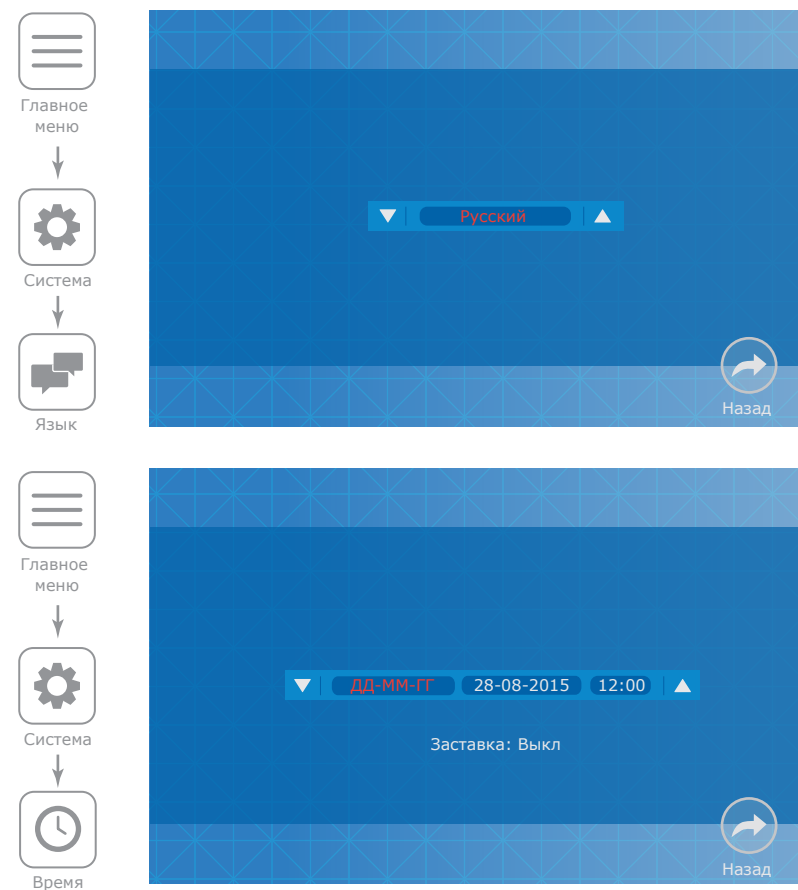 Главное
меню
Система
Язык
Русский
Назад
Главное
меню
Система
Время
ДД-ММ-ГГ 28-08-2015 12:00
Заставка: Выкл
Назад